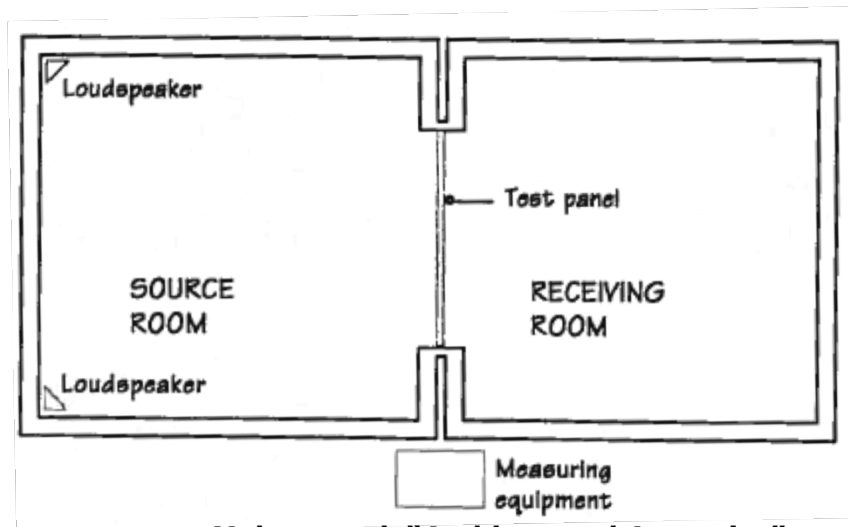 Loudspeaker
Test panel
SOURCE
ROOM
RECEIVING
ROOM
Loudspeaker
Measuring
equipment